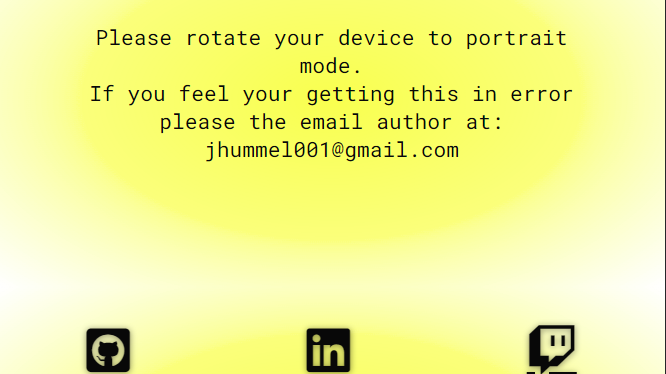 Please rotate your device to portrait
mode.
If you feel your getting this in error
please the email author at:
jhummel001@gmail.com
in